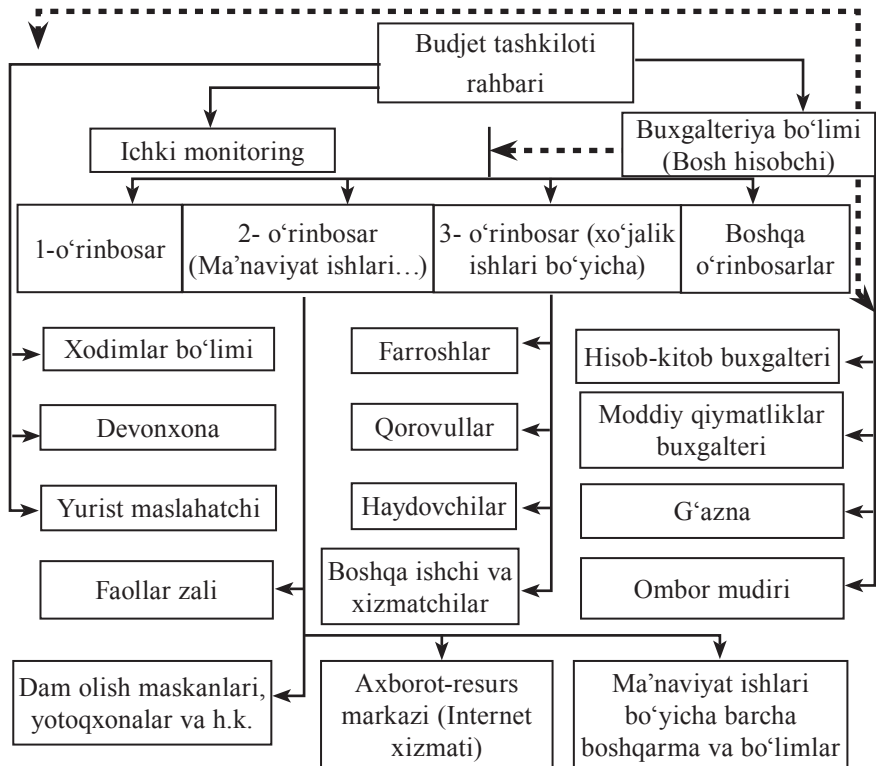 Budjet tashkiloti
rahbari
Ichki monitoring
Buxgalteriya bo‘limi
(Bosh hisobchi)
1-o‘rinbosar
2- o‘rinbosar
(Ma’naviyat ishlari…)
3- o‘rinbosar (xo‘jalik
ishlari bo‘yicha)
Boshqa
o‘rinbosarlar
Xodimlar bo‘limi
Farroshlar
Hisob-kitob buxgalteri
Devonxona
Qorovullar
Moddiy qiymatliklar
buxgalteri
Yurist maslahatchi
Haydovchilar
G‘azna
Faollar zali
Boshqa ishchi va
xizmatchilar
Ombor mudiri
Dam olish maskanlari,
yotoqxonalar va h.k.
Axborot-resurs
markazi (Internet
xizmati)
Ma’naviyat ishlari
bo‘yicha barcha
boshqarma va bo‘limlar